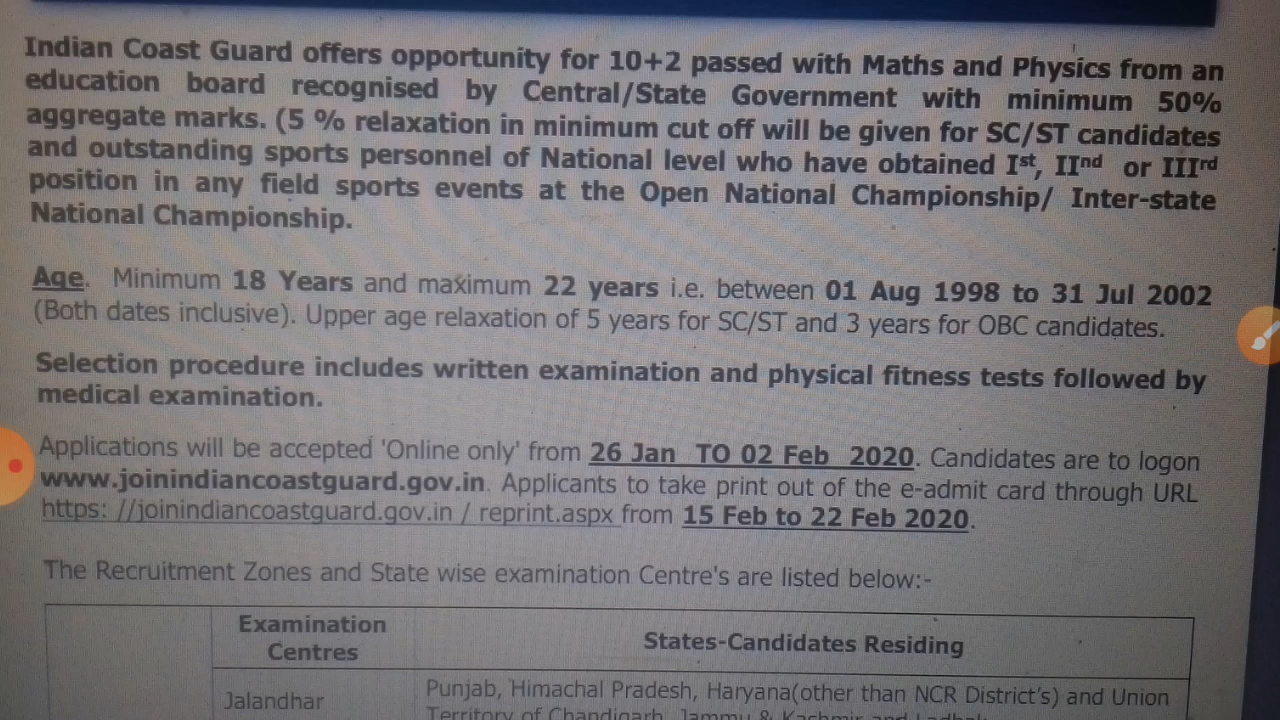 Indian Coast Guard offers opportunity for 10+2 passed with Maths and Physics from an
education board recognised by Central/State Government with minimum 50%
aggregate marks. (5 % relaxation in minimum cut off will be given for SC/ST candidates
and outstanding sports personnel of National level who have obtained Ist, IInd or IIIrd
position in any field sports events at the Open National Championship/ Inter-state
National Championship.
Age. Minimum 18 Years and maximum 22 years i.e. between 01 Aug 1998 to 31 Jul 2002
(Both dates inclusive). Upper age relaxation of 5 years for SC/ST and 3 years for OBC candidates.
Selection procedure includes written examination and physical fitness tests followed by
medical examination.
Applications will be accepted 'Online only' from 26 Jan TO 02 Feb 2020. Candidates are to logon
www.joinindiancoastguard.gov.in. Applicants to take print out of the e-admit card through URL
https: //joinindiancoastguard.gov.in / reprint.aspx from 15 Feb to 22 Feb 2020.
The Recruitment Zones and State wise examination Centre's are listed below:-
Examination
Centres
States-Candidates Residing
Jalandhar
Punjab, Himachal Pradesh, Haryana(other than NCR District's) and Union
Territory of Chandigarh, Jammu & Kachmir and Ladhak